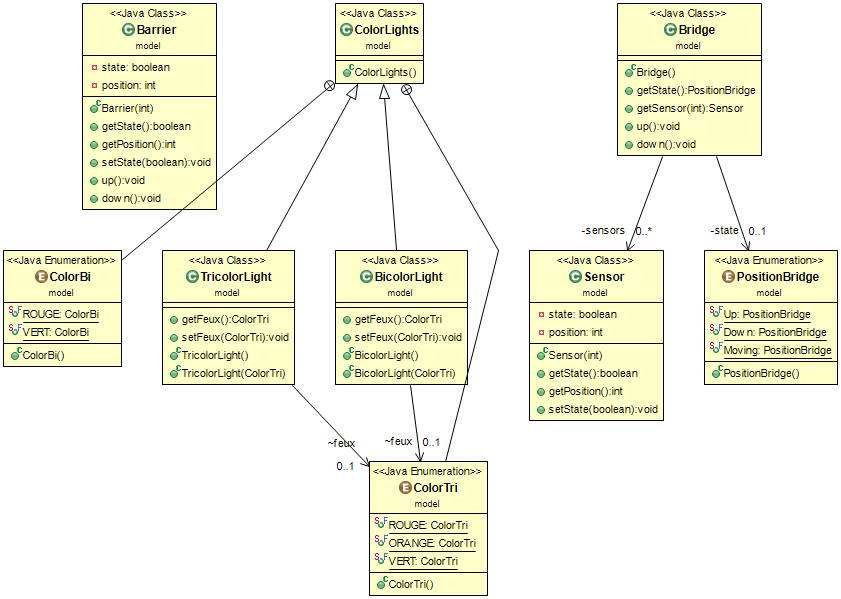 <<Java Class>>
Barrier
model
state: boolean
position: int
Barrier(int)
getState():boolean
getPosition():int
setState(boolean):void
up():void
down():void
<<Java Class>>
ColorLights
model
ColorLights()
<<Java Class>>
Bridge
model
Bridge()
getState():PositionBridge
getSensor(int):Sensor
up():void
down():void
-sensors 0..*
-state 0..1
<<Java Enumeration>>
ColorBi
model
ROUGE: ColorBi
VERT: ColorBi
ColorBi()
<<Java Class>>
TricolorLight
model
getFeux():ColorTri
setFeux(ColorTri):void
TricolorLight()
TricolorLight(ColorTri)
<<Java Class>>
BicolorLight
model
getFeux():ColorTri
setFeux(ColorTri):void
BicolorLight()
BicolorLight(ColorTri)
<<Java Class>>
Sensor
model
state: boolean
position: int
Sensor(int)
getState():boolean
getPosition():int
setState(boolean):void
<<Java Enumeration>>
PositionBridge
model
Up: PositionBridge
Down: PositionBridge
Moving: PositionBridge
PositionBridge()
~feux
0..1
~feux 0..1
<<Java Enumeration>>
ColorTri
model
ROUGE: ColorTri
ORANGE: ColorTri
VERT: ColorTri
ColorTri()